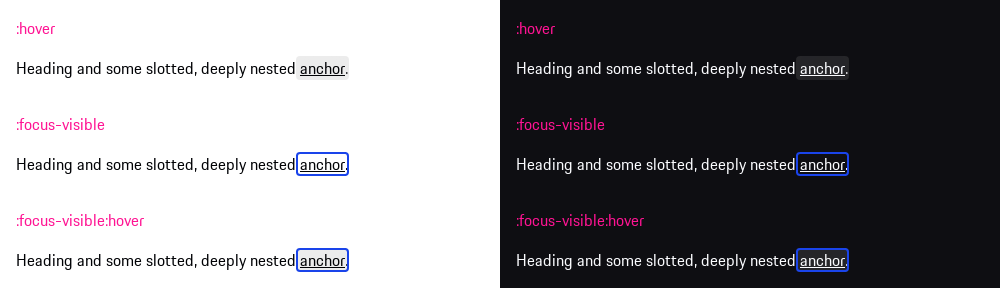 :hover
Heading and some slotted, deeply nested anchor.
:focus-visible
Heading and some slotted, deeply nested anchor.
:focus-visible:hover
Heading and some slotted, deeply nested anchor.
:hover
Heading and some slotted, deeply nested anchor.
:focus-visible
Heading and some slotted, deeply nested anchor.
:focus-visible:hover
Heading and some slotted, deeply nested anchor.